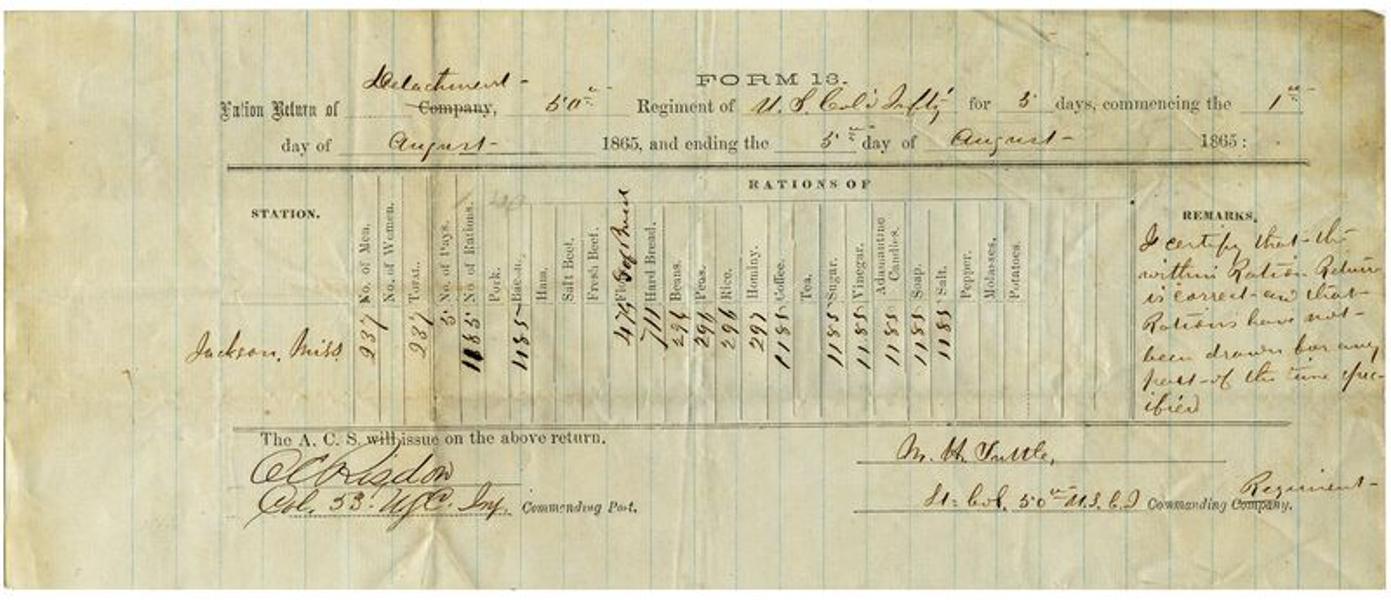 FORM 13.
Detachment
Ration Return of Company, 50th Regiment of U. S. Col'd Infty for 5 days, commencing the 1st
day of August 1865, and ending the 5th day of August 1865:
RATIONS OF
STATION.
No. of Men.
No. of Women.
TOTAL.
No. of Days.
No. of Rations.
Pork.
Bacon.
Ham.
Salt Beef.
Fresh Beef.
Hard Bread.
Beans.
Peas.
Rice.
Hominy.
Coffee.
Tea.
Sugar.
Vinegar.
Adamantine Candles.
Soap.
Salt.
Pepper.
Molasses.
Potatoes.
REMARKS.
Jackson, Miss. 237 237 5 1185 1185 474 711 296 296 296 297 1185 1185 1185 1185 1185 1185
I certify that the
within Ration Return
is correct and that
Rations have not
been drawn for any
part of the time spec-
ified
The A. C. S. will issue on the above return.
Risdon
Col. 53. U.S.C. Inf. Commanding Post.
M. H. Tuttle,
Lt. Col. 50th U.S.C.I Commanding Company.
Regiment